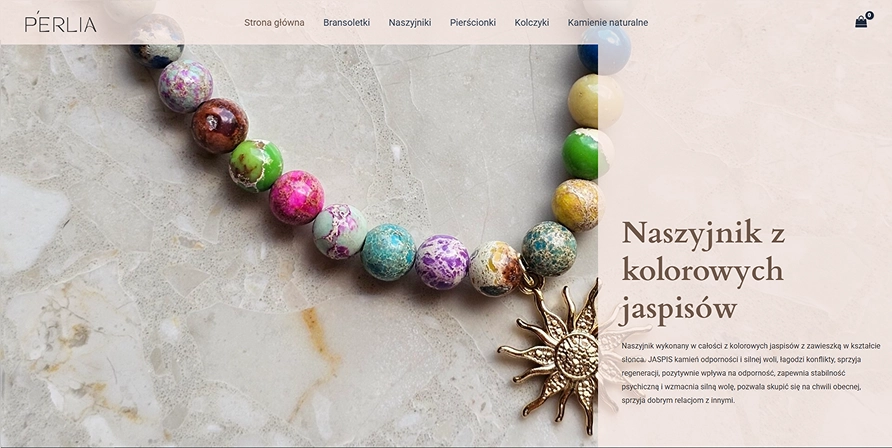 PERLIA
Strona główna Bransoletki Naszyjniki Pierścionki Kolczyki Kamienie naturalne
0
Naszyjnik z
kolorowych
jaspisów
Naszyjnik wykonany w całości z kolorowych jaspisów z zawieszką w kształcie
słońca. JASPIS kamień odporności i silnej woli, łagodzi konflikty, sprzyja
regeneracji, pozytywnie wpływa na odporność, zapewnia stabilność
psychiczną i wzmacnia silną wolę, pozwala skupić się na chwili obecnej,
sprzyja dobrym relacjom z innymi.